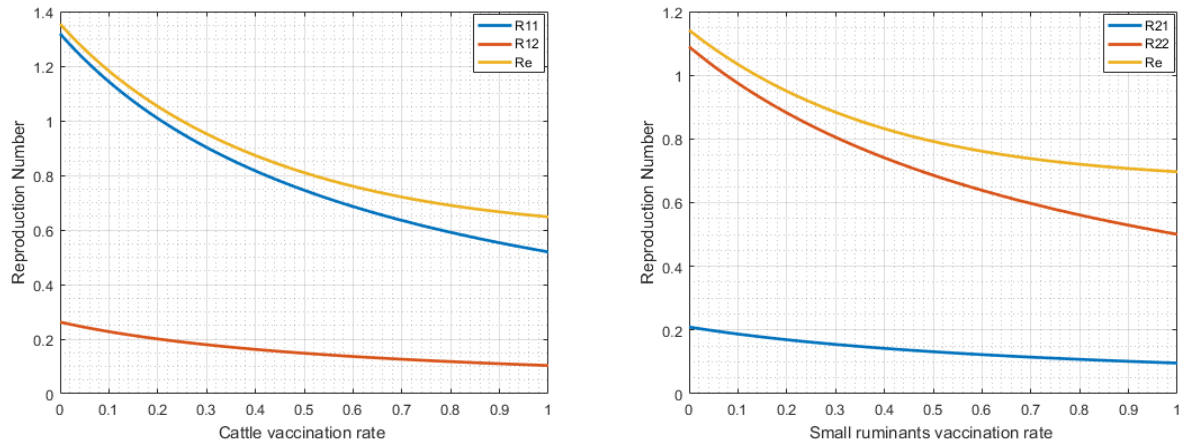 1.4
1.2
1
0.8
0.6
0.4
0.2
0
Reproduction Number
R11
R12
Re
0 0.1 0.2 0.3 0.4 0.5 0.6 0.7 0.8 0.9 1
Cattle vaccination rate
1.2
1
0.8
0.6
0.4
0.2
0
Reproduction Number
R21
R22
Re
0 0.1 0.2 0.3 0.4 0.5 0.6 0.7 0.8 0.9 1
Small ruminants vaccination rate